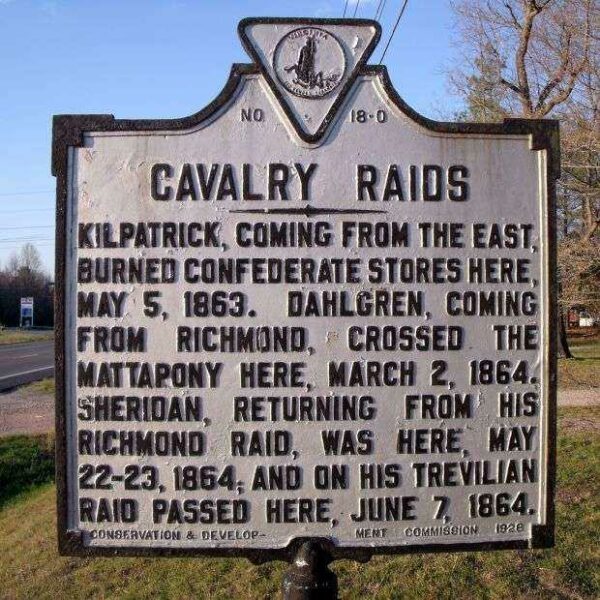 VIRGINIA
NO 18-O
CAVALRY RAIDS
KILPATRICK, COMING FROM THE EAST,
BURNED CONFEDERATE STORES HERE,
MAY 5, 1863. DAHLGREN, COMING
FROM RICHMOND, CROSSED THE
MATTAPONY HERE, MARCH 2, 1864.
SHERIDAN, RETURNING FROM HIS
RICHMOND RAID, WAS HERE, MAY
22-23, 1864; AND ON HIS TREVILIAN
RAID PASSED HERE, JUNE 7, 1864.
CONSERVATION & DEVELOP- MENT COMMISSION 1926